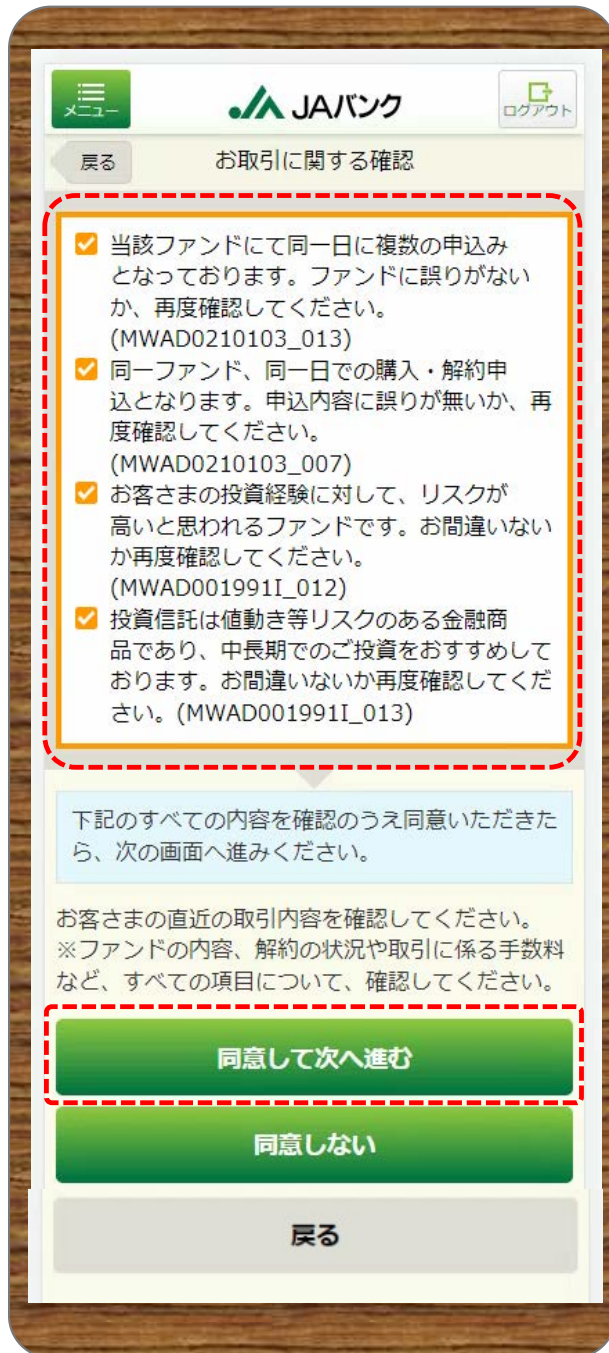 メニュー
JAバンク
ログアウト
戻る
お取引に関する確認
当該ファンドにて同一日に複数の申込み
となっております。ファンドに誤りがない
か、再度確認してください。
(MWAD0210103_013)
同一ファンド、同一日での購入・解約申
込となります。申込内容に誤りが無いか、再
度確認してください。
(MWAD0210103_007)
お客さまの投資経験に対して、リスクが
高いと思われるファンドです。お間違いない
か再度確認してください。
(MWAD001991I_012)
投資信託は値動き等リスクのある金融商
品であり、中長期でのご投資をおすすめして
おります。お間違いないか再度確認してくだ
さい。(MWAD001991I_013)
下記のすべての内容を確認のうえ同意いただきた
ら、次の画面へ進みください。
お客さまの直近の取引内容を確認してください。
※ファンドの内容、解約の状況や取引に係る手数料
など、すべての項目について、確認してください。
同意して次へ進む
同意しない
戻る